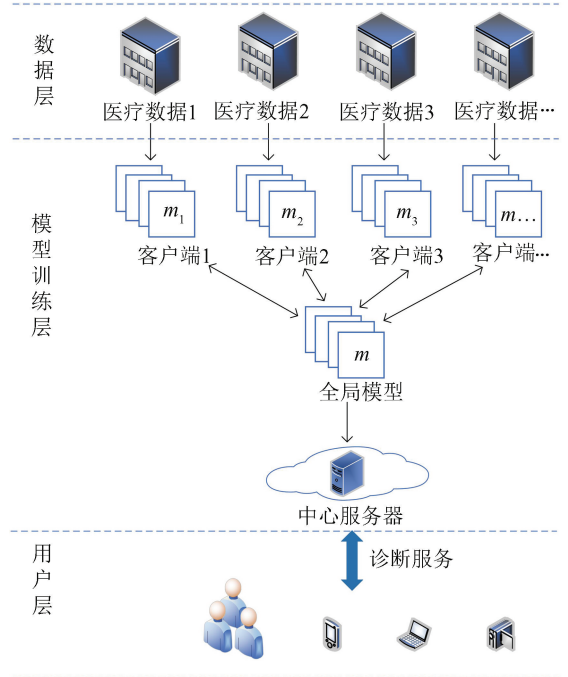 数据层
医疗数据1
医疗数据2
医疗数据3
医疗数据…
模型训练层
m₁
m₂
m₃
m…
客户端1
客户端2
客户端3
客户端…
m
全局模型
中心服务器
用户层
诊断服务